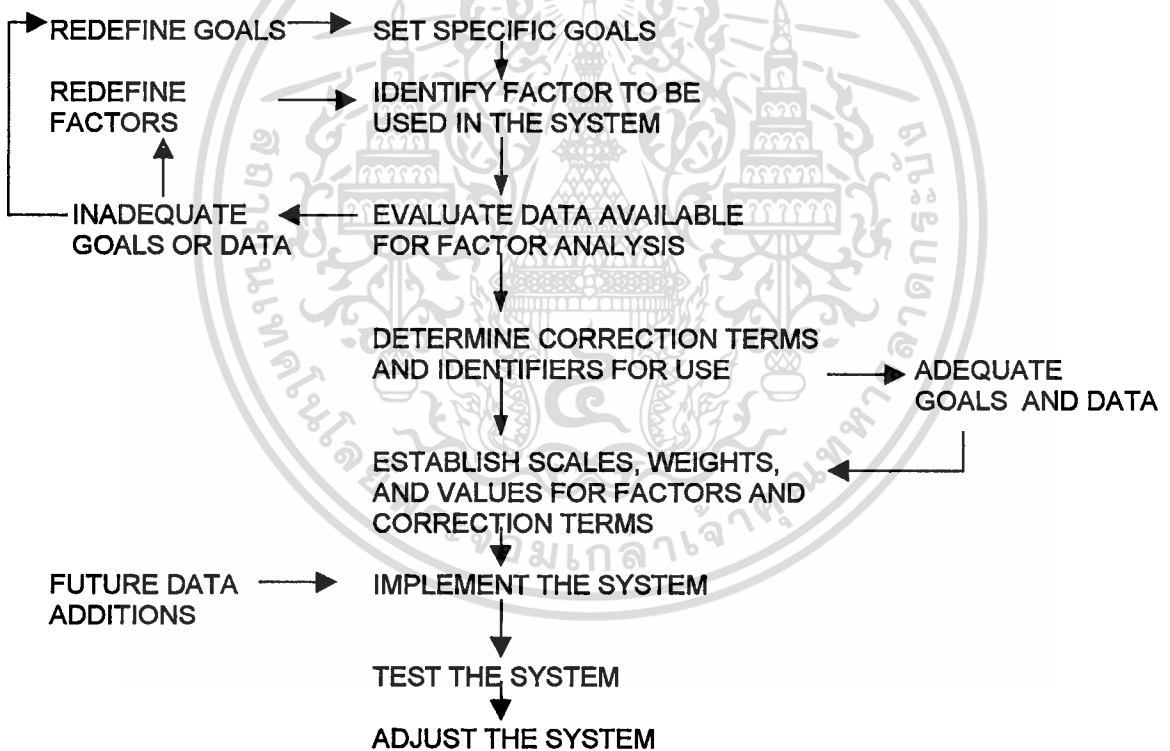 REDEFINE GOALS
SET SPECIFIC GOALS
REDEFINE
FACTORS
IDENTIFY FACTOR TO BE
USED IN THE SYSTEM
INADEQUATE
GOALS OR DATA
EVALUATE DATA AVAILABLE
FOR FACTOR ANALYSIS
DETERMINE CORRECTION TERMS
AND IDENTIFIERS FOR USE
ADEQUATE
GOALS AND DATA
ESTABLISH SCALES, WEIGHTS,
AND VALUES FOR FACTORS AND
CORRECTION TERMS
FUTURE DATA
ADDITIONS
IMPLEMENT THE SYSTEM
TEST THE SYSTEM
ADJUST THE SYSTEM